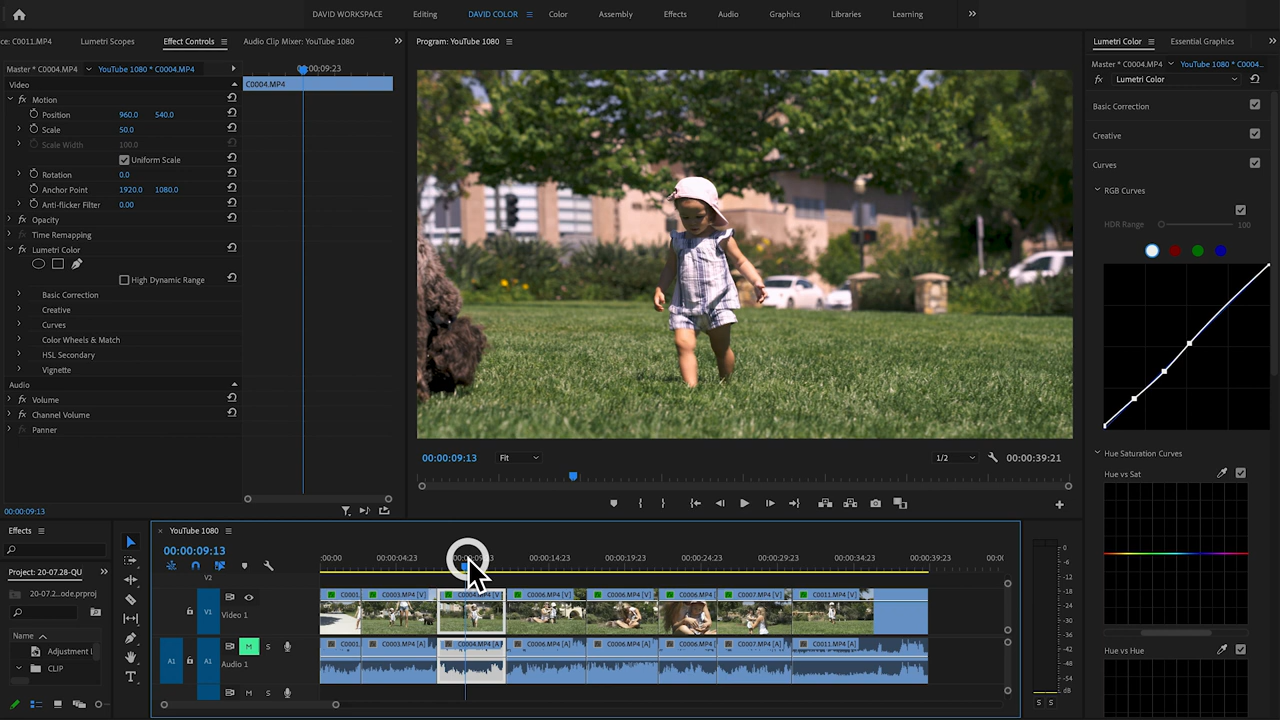 DAVID WORKSPACE Editing DAVID COLOR Color Assembly Effects Audio Graphics Libraries Learning
ce: C0011.MP4 Lumetri Scopes Effect Controls Audio Clip Mixer: YouTube 1080
Master * C0004.MP4 YouTube 1080 * C0004.MP4
Video
Motion
Position 960.0 540.0
Scale 50.0
Scale Width 100.0
Uniform Scale
Rotation 0.0
Anchor Point 1920.0 1080.0
Anti-flicker Filter 0.00
Opacity
Time Remapping
Lumetri Color
High Dynamic Range
Basic Correction
Creative
Curves
Color Wheels & Match
HSL Secondary
Vignette
Audio
Volume
Channel Volume
Panner
00:00:09:13
C0004.MP4
Program: YouTube 1080
00:00:09:13 Fit 1/2 00:00:39:21
Lumetri Color Essential Graphics
Master * C0004.MP4 YouTube 1080 * C0004...
fx Lumetri Color
Basic Correction
Creative
Curves
RGB Curves
HDR Range 100
Hue Saturation Curves
Hue vs Sat
Hue vs Hue
Effects
Project: 20-07.28-QU
20-07.2...ode.prproj
Name
Adjustment l
CLIP
YouTube 1080
00:00:09:13
:00:00 00:00:04:23 00:00:14:23 00:00:19:23 00:00:24:23 00:00:29:23 00:00:34:23 00:00:39:23 00:0
V2
V1 Video 1
C0001. C0003.MP4 [V] C0004.MP4 [V] C0006.MP4 [V] C0006.MP4 [V] C0006.MP4 [V] C0007.MP4 [V] C0011.MP4 [V]
A1 A1 M S Audio 1
C0001. C0003.MP4 [A] C0004.MP4 [A] C0006.MP4 [A] C0006.MP4 [A] C0006.MP4 [A] C0007.MP4 [A] C0011.MP4 [A]
M S
0
-6
-12
-18
-24
-30
-36
-42
-48
-54
dB
S S